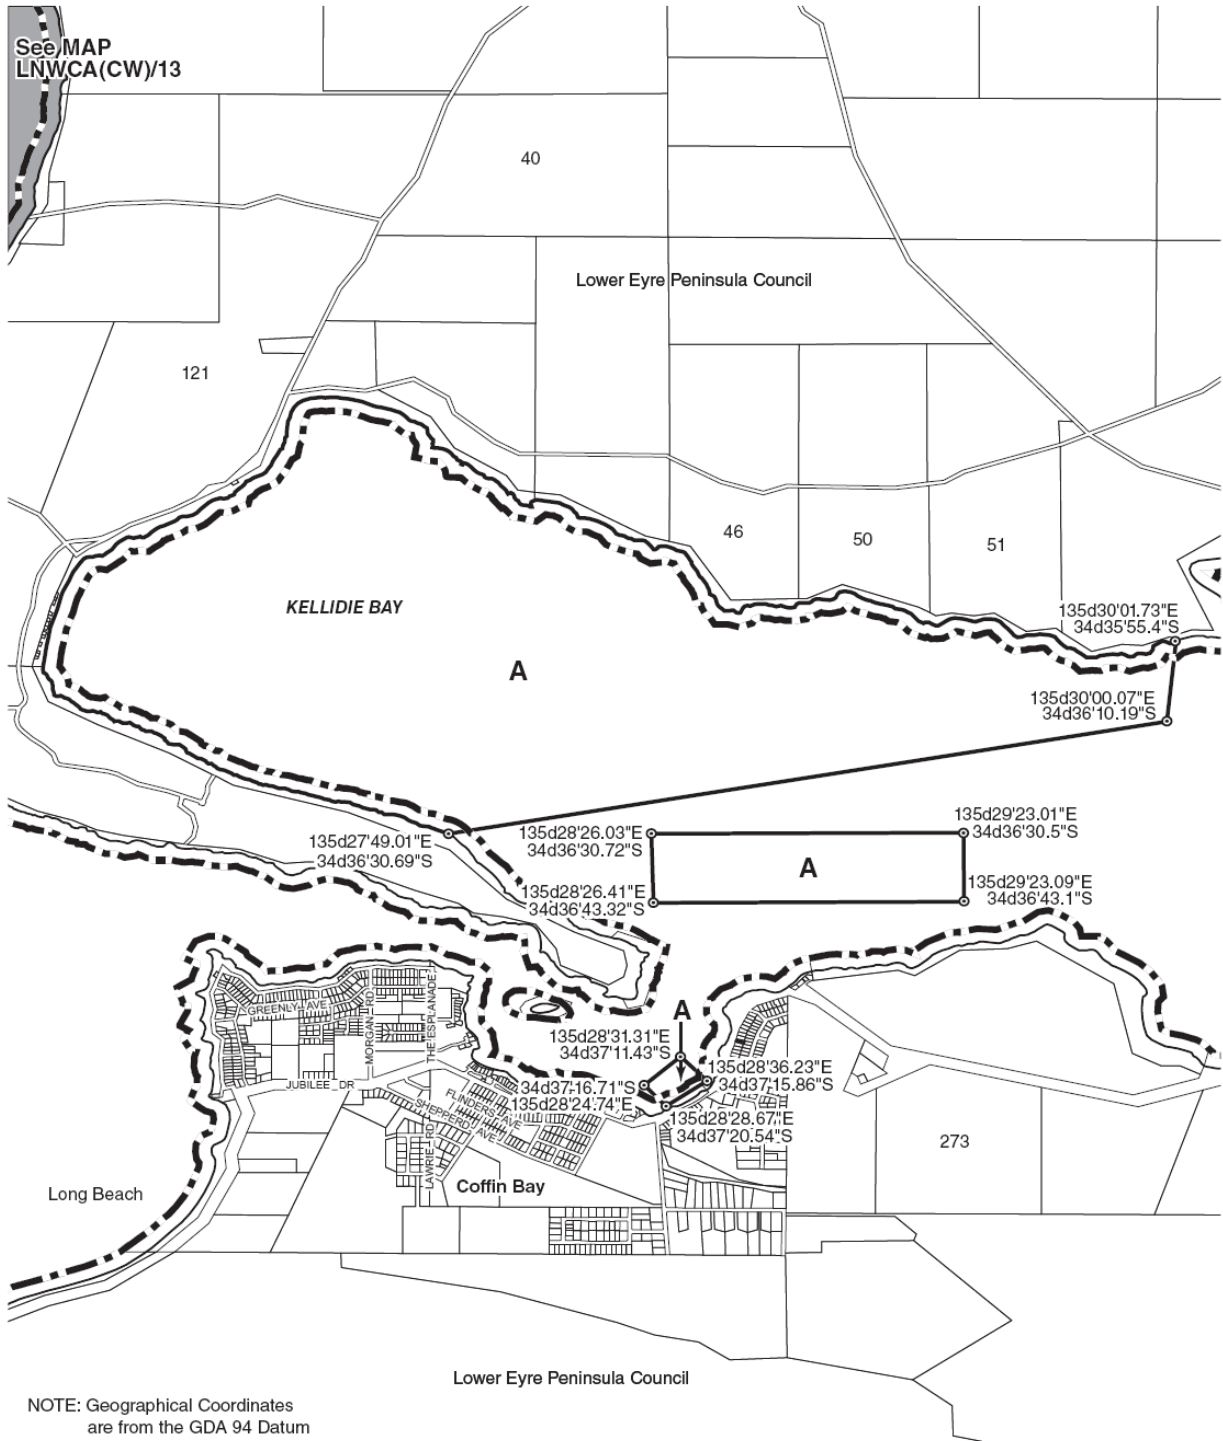 See MAP
LNWCA(CW)/13
40
Lower Eyre Peninsula Council
121
46
50
51
KELLIDIE BAY
135d30'01.73"E
34d35'55.4"S
A
135d30'00.07"E
34d36'10.19"S
135d27'49.01"E
34d36'30.69"S
135d28'26.03"E
34d36'30.72"S
135d29'23.01"E
34d36'30.5"S
A
135d28'26.41"E
34d36'43.32"S
135d29'23.09"E
34d36'43.1"S
A
GREENLY AVE
MORGAN RD
THE ESPLANADE
135d28'31.31"E
34d37'11.43"S
135d28'36.23"E
34d37'15.86"S
JUBILEE DR
34d37'16.71"S
135d28'24.74"E
FLINDERS AVE
SHEPPERD AVE
LAWRIE RD
135d28'28.67"E
34d37'20.54"S
273
Long Beach
Coffin Bay
Lower Eyre Peninsula Council
NOTE: Geographical Coordinates
are from the GDA 94 Datum